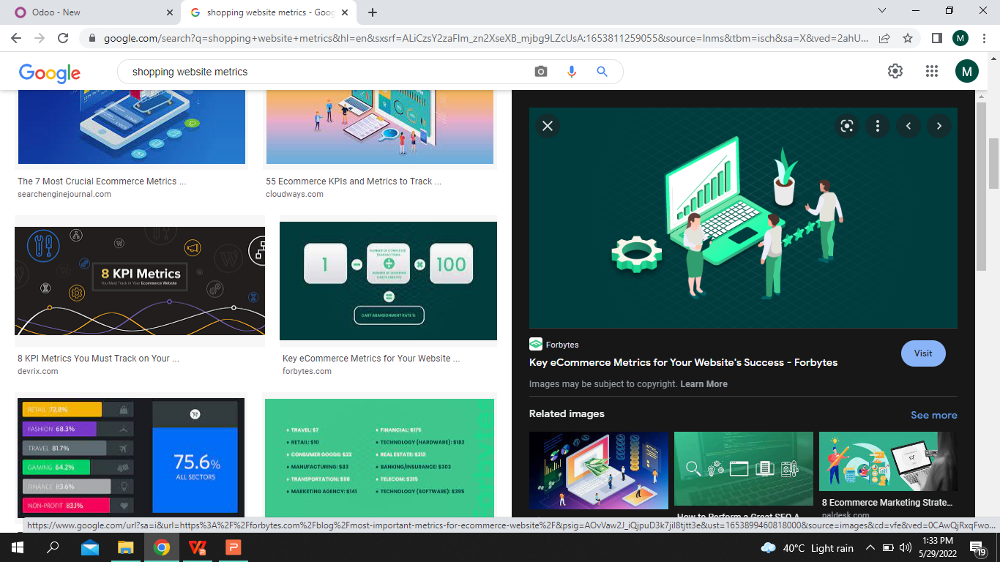 Odoo - New
shopping website metrics - Goog
google.com/search?q=shopping+website+metrics&hl=en&sxsrf=ALiCzsY2zaFlm_zn2XseXB_mjbg9LZcUsA:1653811259055&source=lnms&tbm=isch&sa=X&ved=2ahU...
M
Google
shopping website metrics
M
The 7 Most Crucial Ecommerce Metrics ...
searchenginejournal.com
55 Ecommerce KPIs and Metrics to Track ...
cloudways.com
8 KPI Metrics
You Must Track in Your Ecommerce Website
1
NUMBER OF COMPLETED
TRANSACTIONS
NUMBER OF SHOPPING
CARTS CREATED
100
CART ABANDONMENT RATE %
8 KPI Metrics You Must Track on Your ...
devrix.com
Key eCommerce Metrics for Your Website ...
forbytes.com
RETAIL 72.8%
FASHION 68.3%
TRAVEL 81.7%
GAMING 64.2%
FINANCE 83.6%
NON-PROFIT 83.1%
75.6%
ALL SECTORS
• TRAVEL: $7
• RETAIL: $10
• CONSUMER GOODS: $22
• MANUFACTURING: $83
• TRANSPORTATION: $98
• MARKETING AGENCY: $141
• FINANCIAL: $175
• TECHNOLOGY (HARDWARE): $182
• REAL ESTATE: $213
• BANKING/INSURANCE: $303
• TELECOM: $315
• TECHNOLOGY (SOFTWARE): $395
forbytes
Forbytes
Key eCommerce Metrics for Your Website's Success - Forbytes
Visit
Images may be subject to copyright. Learn More
Related images
See more
How to Perform a Great SEO A
8 Ecommerce Marketing Strate...
paldesk.com
https://www.google.com/url?sa=i&url=https%3A%2F%2Fforbytes.com%2Fblog%2Fmost-important-metrics-for-ecommerce-website%2F&psig=AOvVaw2J_iQjpuD3k7jiI8tjtt3e&ust=1653899460818000&source=images&cd=vfe&ved=0CAwQjRxqFwo...
40°C Light rain
1:33 PM
5/29/2022
19